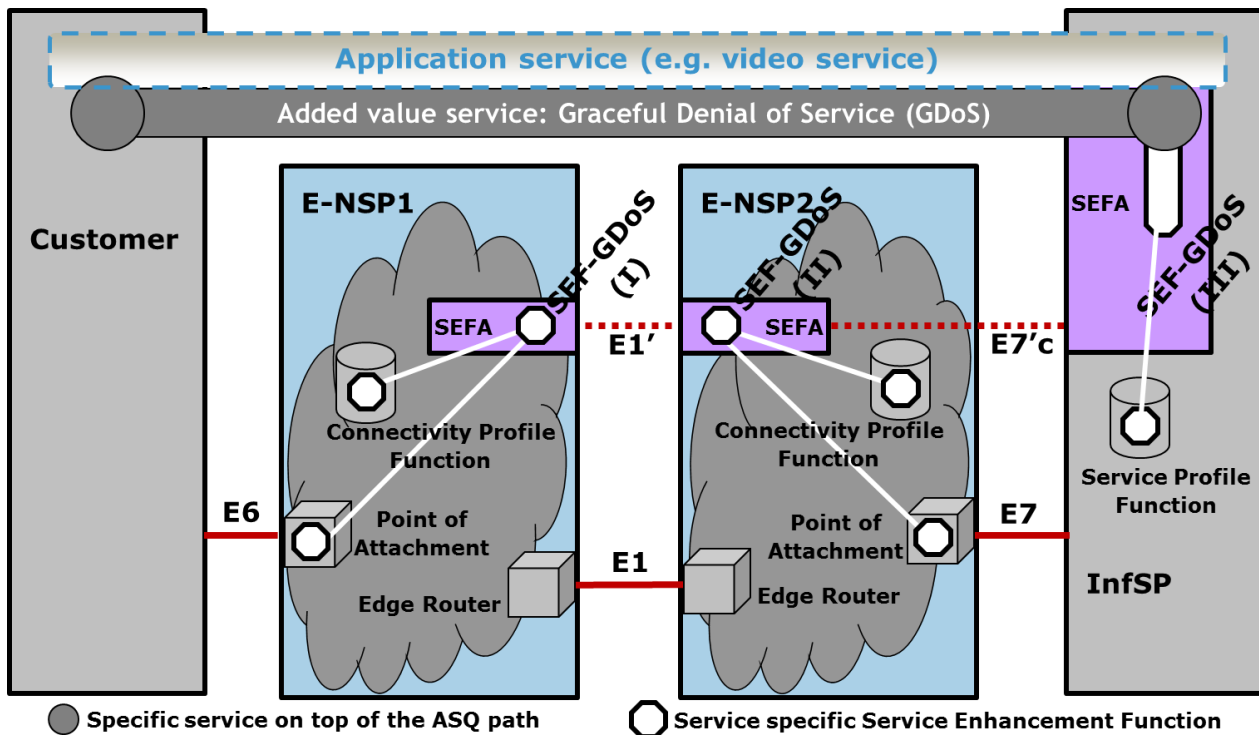 Application service (e.g. video service)
Added value service: Graceful Denial of Service (GDoS)
Customer
E-NSP1
SEF-GDoS
(I)
SEFA
Connectivity Profile
Function
Point of
Attachment
Edge Router
E6
E1’
E1
E-NSP2
SEF-GDoS
(II)
SEFA
Connectivity Profile
Function
Point of
Attachment
Edge Router
E7’c
E7
SEFA
SEF-GDoS
(III)
Service Profile
Function
InfSP
Specific service on top of the ASQ path
Service specific Service Enhancement Function